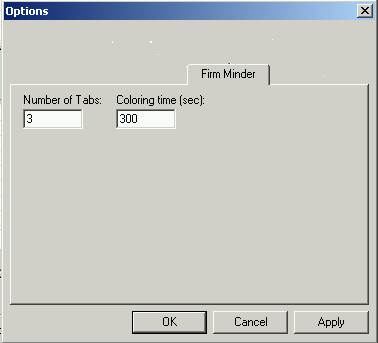 Options
Firm Minder
Number of Tabs: Coloring time (sec):
3 300
OK Cancel Apply